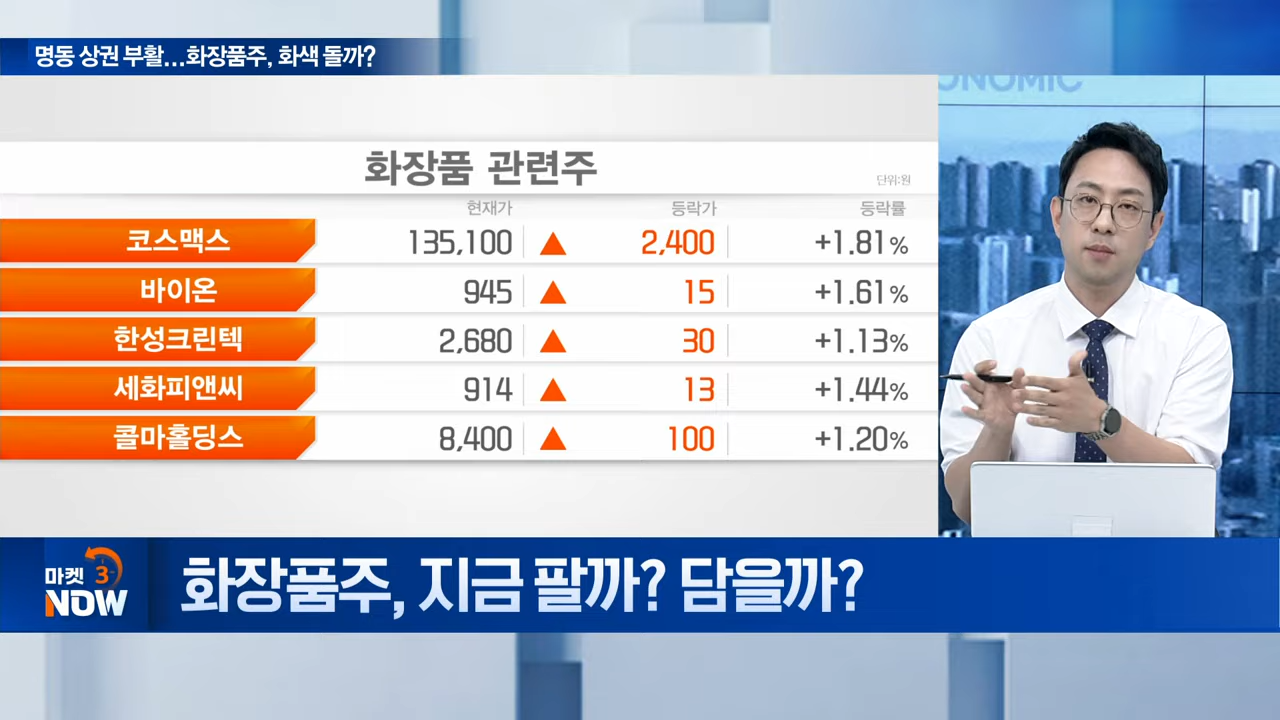 명동 상권 부활...화장품주, 화색 돌까?
ONOMIC
화장품 관련주
단위:원
현재가 등락가 등락률
코스맥스 135,100 ▲ 2,400 +1.81%
바이온 945 ▲ 15 +1.61%
한성크린텍 2,680 ▲ 30 +1.13%
세화피앤씨 914 ▲ 13 +1.44%
콜마홀딩스 8,400 ▲ 100 +1.20%
마켓 3
NOW
화장품주, 지금 팔까? 담을까?